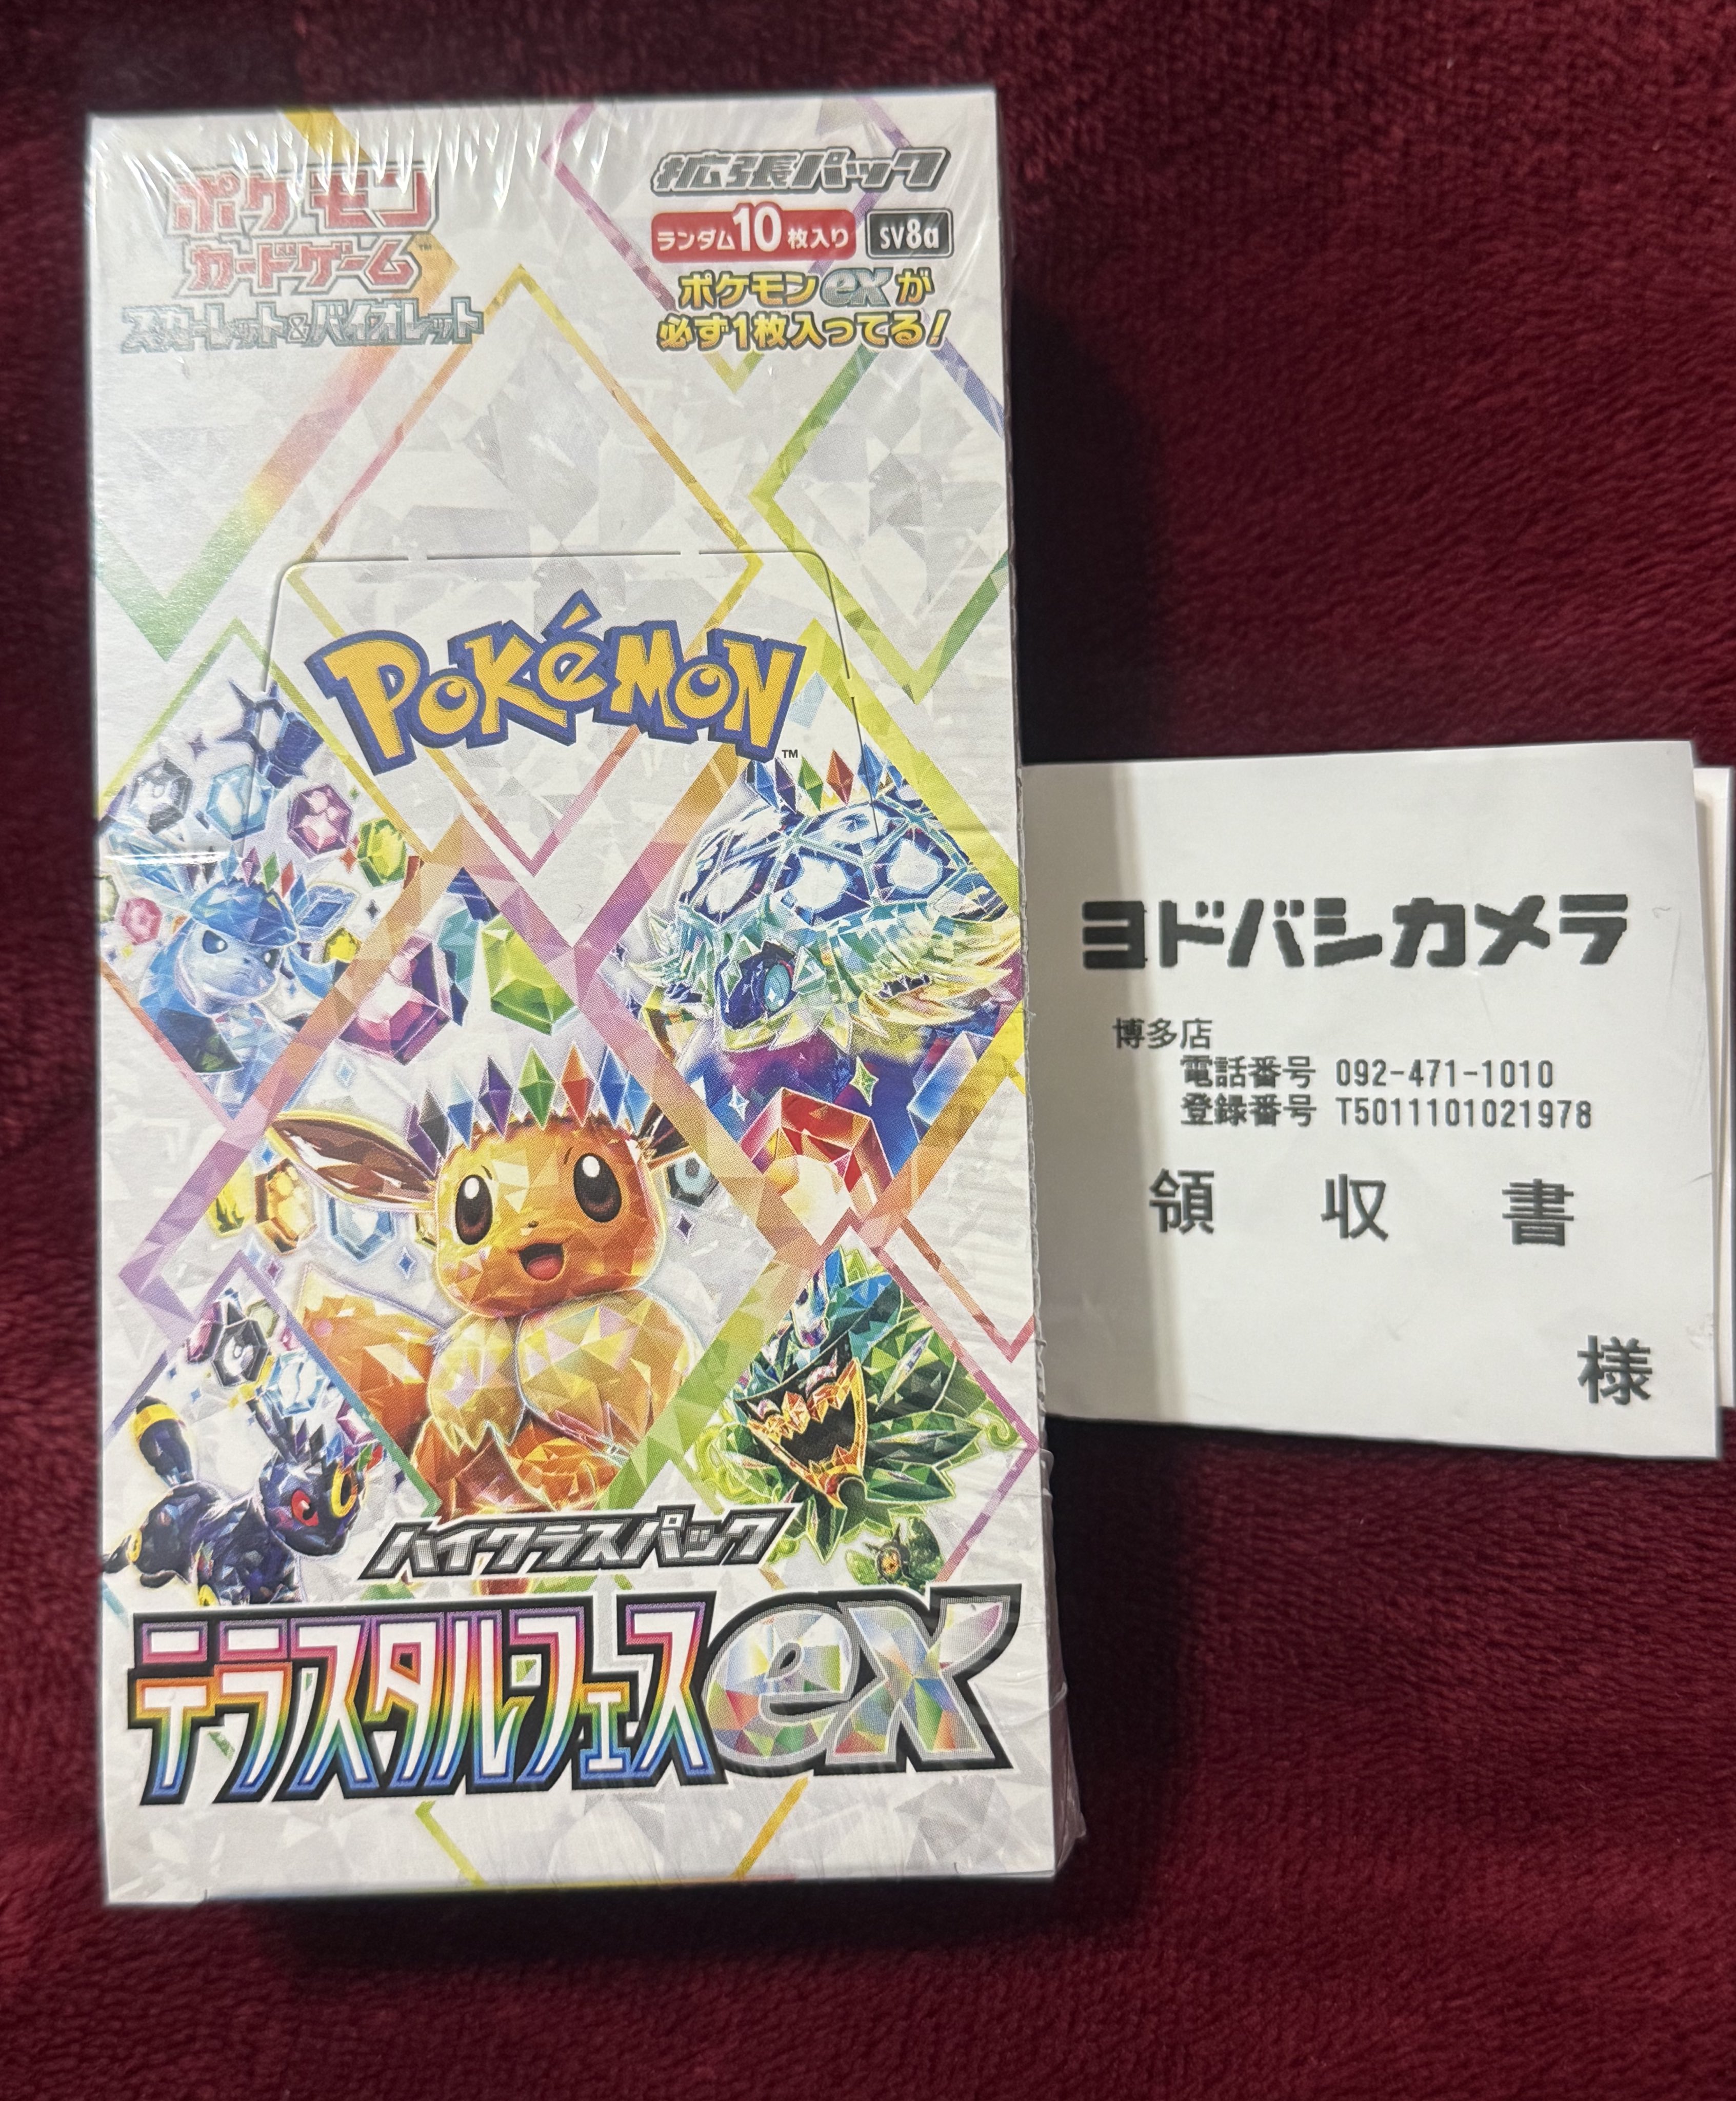 ポケモン
カードゲーム™
スカーレット&バイオレット
拡張パック
ランダム10枚入り sv8a
ポケモンexが
必ず1枚入ってる!
POKéMON™
ハイクラスパック
テラスタルフェスex
ヨドバシカメラ
博多店
電話番号 092-471-1010
登録番号 T5011101021978
領 収 書
様